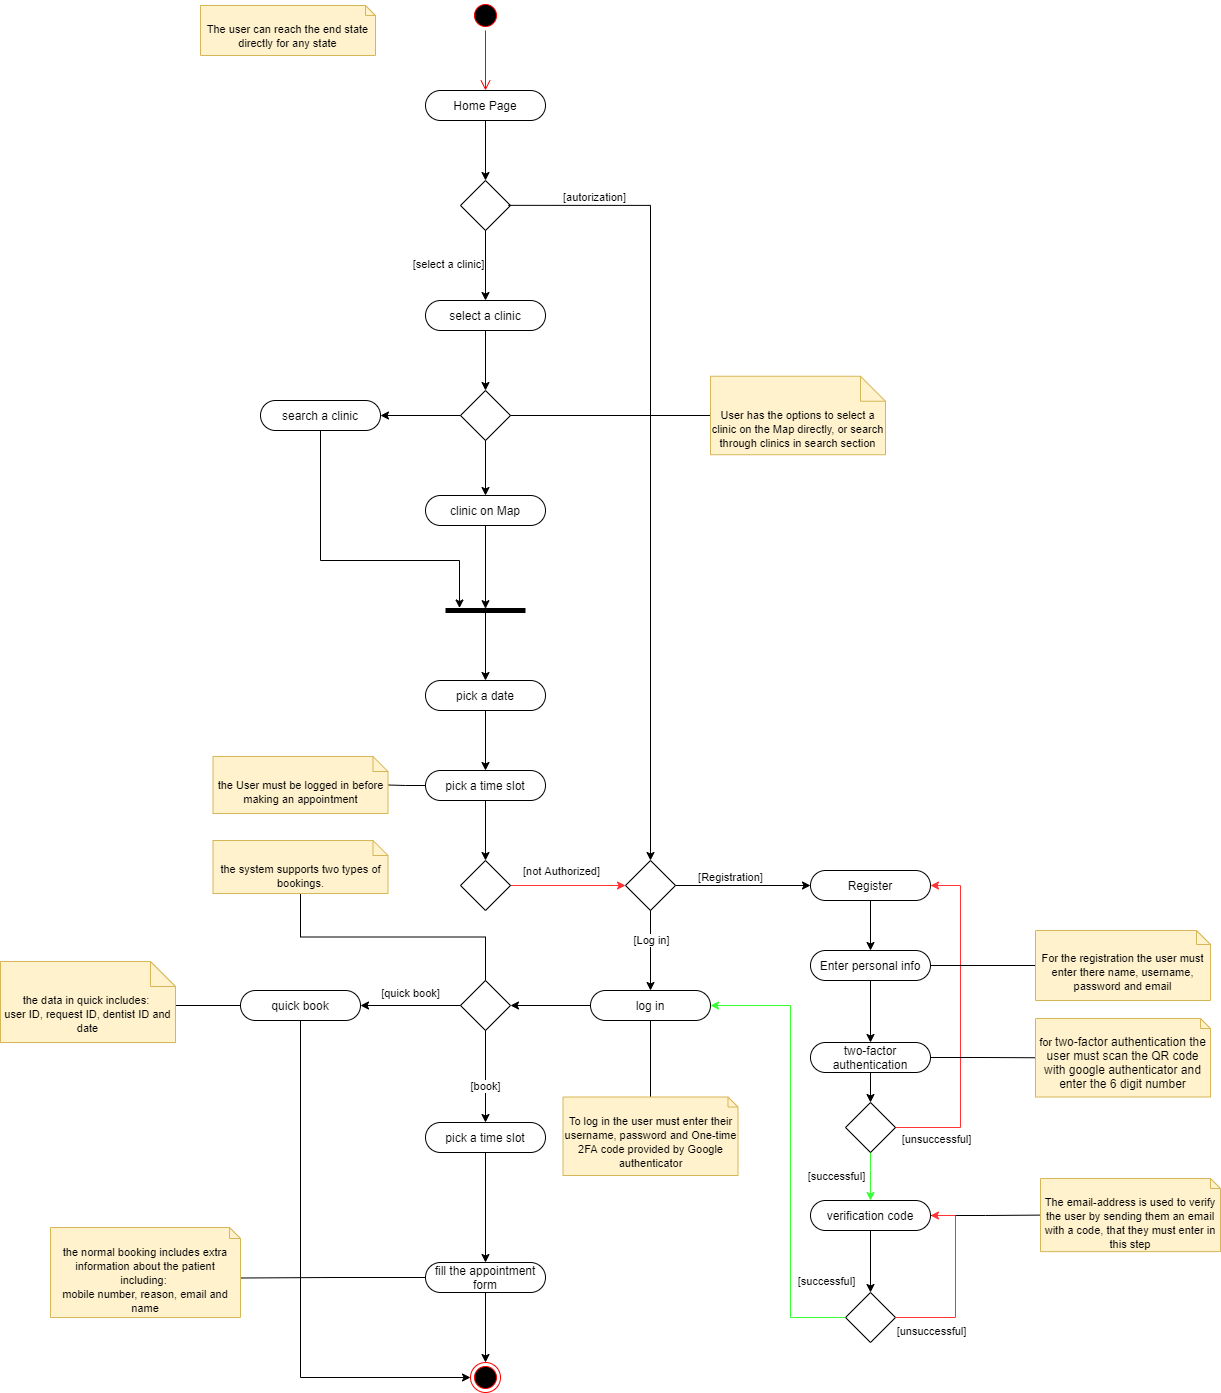 The user can reach the end state
directly for any state
Home Page
[autorization]
[select a clinic]
select a clinic
search a clinic
User has the options to select a
clinic on the Map directly, or search
through clinics in search section
clinic on Map
pick a date
the User must be logged in before
making an appointment
pick a time slot
the system supports two types of
bookings.
[not Authorized]
[Registration]
Register
[Log in]
Enter personal info
For the registration the user must
enter there name, username,
password and email
the data in quick includes:
user ID, request ID, dentist ID and
date
quick book
[quick book]
log in
two-factor
authentication
for two-factor authentication the
user must scan the QR code
with google authenticator and
enter the 6 digit number
[book]
pick a time slot
To log in the user must enter their
username, password and One-time
2FA code provided by Google
authenticator
[unsuccessful]
[successful]
verification code
The email-address is used to verify
the user by sending them an email
with a code, that they must enter in
this step
the normal booking includes extra
information about the patient
including:
mobile number, reason, email and
name
fill the appointment
form
[successful]
[unsuccessful]